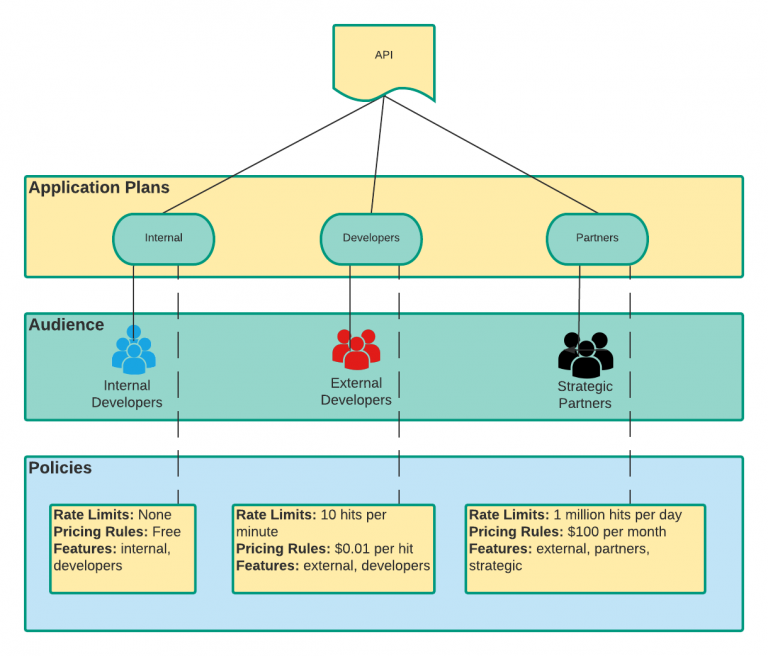 API
Application Plans
Internal
Developers
Partners
Audience
Internal
Developers
External
Developers
Strategic
Partners
Policies
Rate Limits: None
Pricing Rules: Free
Features: internal,
developers
Rate Limits: 10 hits per
minute
Pricing Rules: $0.01 per hit
Features: external, developers
Rate Limits: 1 million hits per day
Pricing Rules: $100 per month
Features: external, partners,
strategic